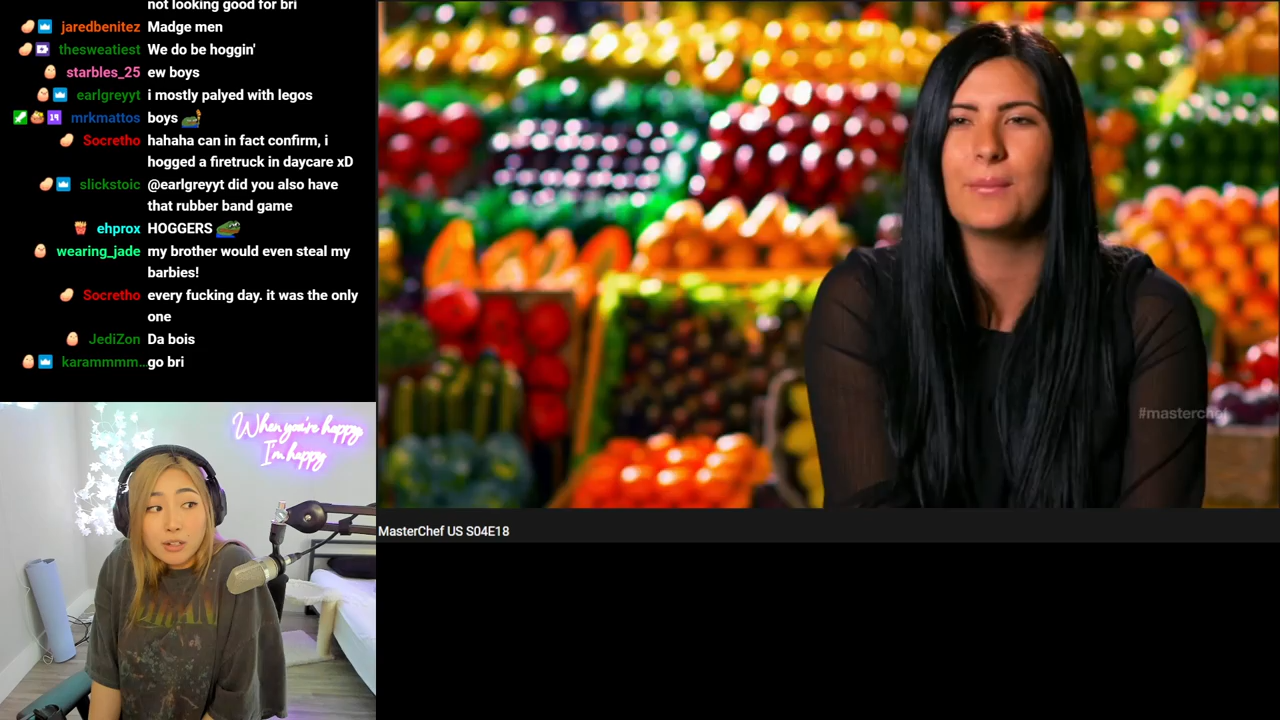 not looking good for bri
jaredbenitez Madge men
thesweatiest We do be hoggin'
starbles_25 ew boys
earlgreyyt i mostly palyed with legos
mrkmattos boys
Socretho hahaha can in fact confirm, i
hogged a firetruck in daycare xD
slickstoic @earlgreyyt did you also have
that rubber band game
ehprox HOGGERS
wearing_jade my brother would even steal my
barbies!
Socretho every fucking day. it was the only
one
JediZon Da bois
karammmm... go bri
When you're happy
I'm happy
#masterchef
MasterChef US S04E18